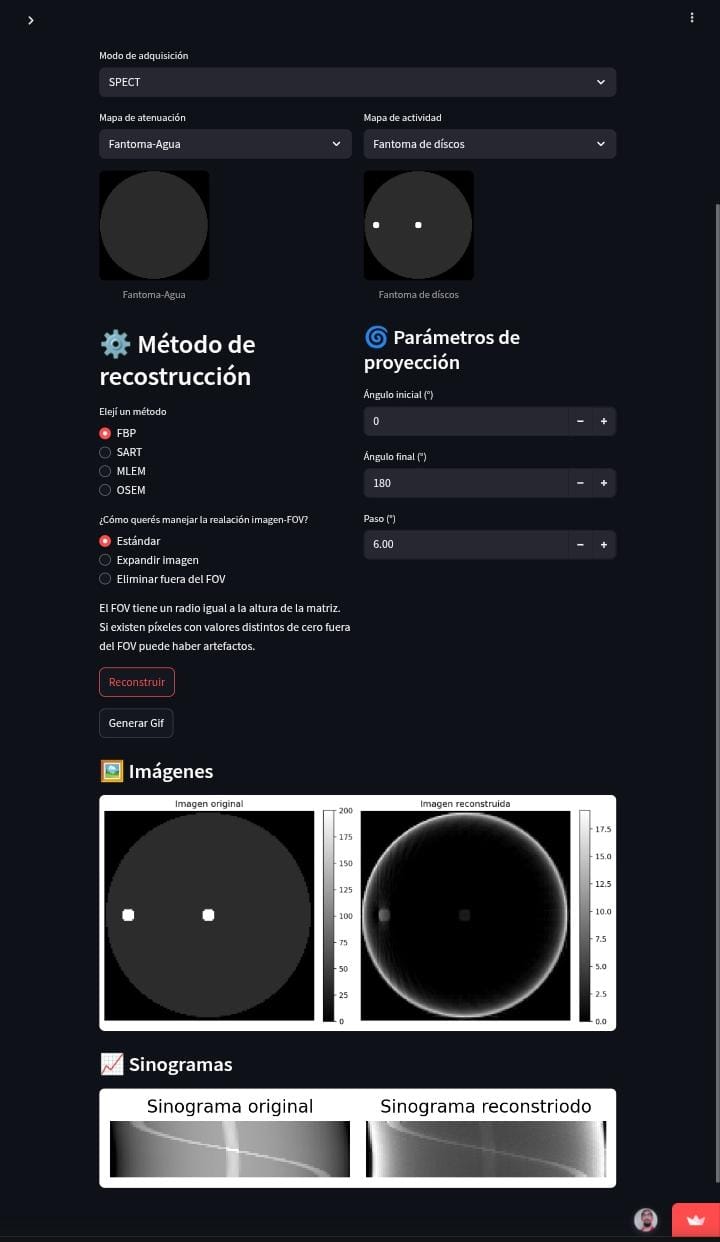 Modo de adquisición
SPECT
Mapa de atenuación
Mapa de actividad
Fantoma-Agua
Fantoma de díscos
Fantoma-Agua
Fantoma de díscos
Método de
recostrucción
Parámetros de
proyección
Elejí un método
FBP
SART
MLEM
OSEM
Ángulo inicial (°)
0
Ángulo final (°)
180
Paso (°)
6.00
¿Cómo querés manejar la realación imagen-FOV?
Estándar
Expandir imagen
Eliminar fuera del FOV
El FOV tiene un radio igual a la altura de la matriz.
Si existen píxeles con valores distintos de cero fuera
del FOV puede haber artefactos.
Reconstruir
Generar Gif
Imágenes
Imagen original
200
175
150
125
100
75
50
25
0
Imagen reconstruida
17.5
15.0
12.5
10.0
7.5
5.0
2.5
0.0
Sinogramas
Sinograma original
Sinograma reconstriodo